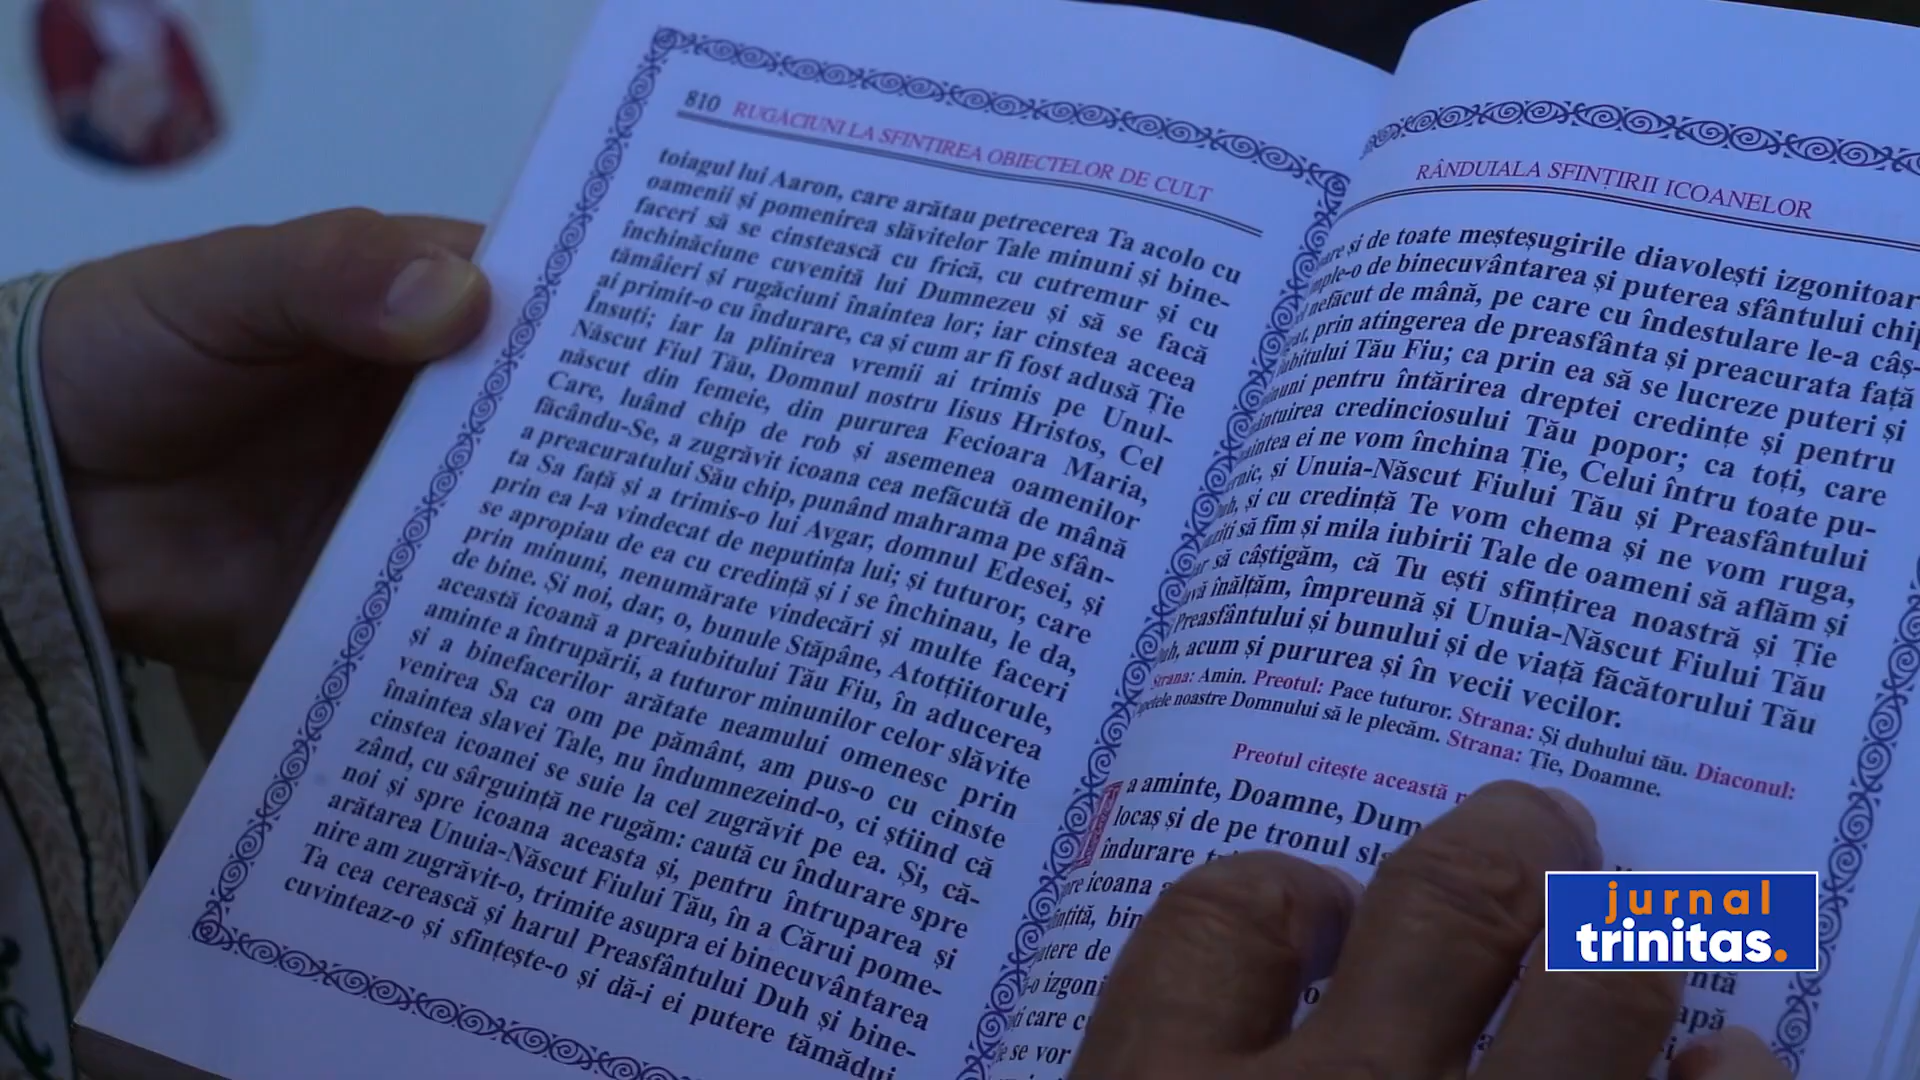 810 RUGĂCIUNI LA SFINȚIREA OBIECTELOR DE CULT
toiagul lui Aaron, care arătau petrecerea Ta acolo cu
oamenii și pomenirea slăvitelor Tale minuni și bine-
faceri să se cinstească cu frică, cu cutremur și cu
închinăciune cuvenită lui Dumnezeu și să se facă
tămâieri și rugăciuni înaintea lor; iar cinstea aceea
ai primit-o cu îndurare, ca și cum ar fi fost adusă Ție
Însuți; iar la plinirea vremii ai trimis pe Unul-
Născut Fiul Tău, Domnul nostru Iisus Hristos, Cel
născut din femeie, din pururea Fecioara Maria,
Care, luând chip de rob și asemenea oamenilor
făcându-Se, a zugrăvit icoana cea nefăcută de mână
a preacuratului Său chip, punând mahrama pe sfân-
ta Sa față și a trimis-o lui Avgar, domnul Edesei, și
prin ea l-a vindecat de neputința lui; și tuturor, care
se apropiau de ea cu credință și i se închinau, le da,
prin minuni, nenumărate vindecări și multe faceri
de bine. Și noi, dar, o, bunule Stăpâne, Atotțiitorule,
această icoană a preaiubitului Tău Fiu, în aducerea
aminte a întrupării, a tuturor minunilor celor slăvite
și a binefacerilor arătate neamului omenesc prin
venirea Sa ca om pe pământ, am pus-o cu cinste
înaintea slavei Tale, nu îndumnezeind-o, ci știind că
cinstea icoanei se suie la cel zugrăvit pe ea. Și, că-
zând, cu sârguință ne rugăm: caută cu îndurare spre
noi și spre icoana aceasta și, pentru întruparea și
arătarea Unuia-Născut Fiului Tău, în a Cărui pome-
nire am zugrăvit-o, trimite asupra ei binecuvântarea
Ta cea cerească și harul Preasfântului Duh și bine-
cuvinteaz-o și sfințește-o și dă-i ei putere tămădui
RÂNDUIALA SFINȚIRII ICOANELOR
și de toate meșteșugirile diavolești izgonitoar
de binecuvântarea și puterea sfântului chip
nefăcut de mână, pe care cu îndestulare le-a câș-
prin atingerea de preasfânta și preacurata față
Tău Fiu; ca prin ea să se lucreze puteri și
pentru întărirea dreptei credințe și pentru
credinciosului Tău popor; ca toți, care
ei ne vom închina Ție, Celui întru toate pu-
și Unuia-Născut Fiului Tău și Preasfântului
și cu credință Te vom chema și ne vom ruga,
să fim și mila iubirii Tale de oameni să aflăm și
să câștigăm, că Tu ești sfințirea noastră și Ție
înălțăm, împreună și Unuia-Născut Fiului Tău
Preasfântului și bunului și de viață făcătorului Tău
acum și pururea și în vecii vecilor.
Strana: Amin. Preotul: Pace tuturor. Strana: Și duhului tău. Diaconul:
noastre Domnului să le plecăm. Strana: Ție, Doamne.
Preotul citește această
a aminte, Doamne, Dum
locaș și de pe tronul
îndurare
icoana
bin
de
izgoni
care
se vor
jurnal
trinitas.